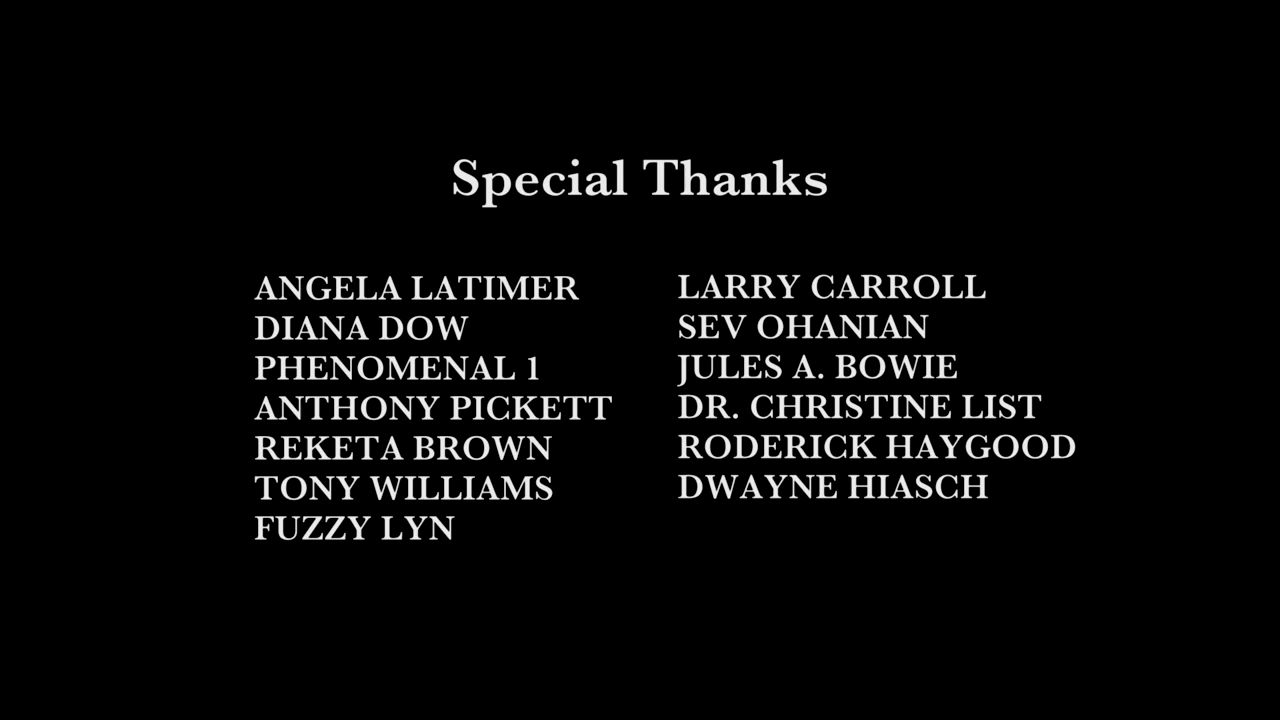 Special Thanks
ANGELA LATIMER
DIANA DOW
PHENOMENAL 1
ANTHONY PICKETT
REKETA BROWN
TONY WILLIAMS
FUZZY LYN
LARRY CARROLL
SEV OHANIAN
JULES A. BOWIE
DR. CHRISTINE LIST
RODERICK HAYGOOD
DWAYNE HIASCH